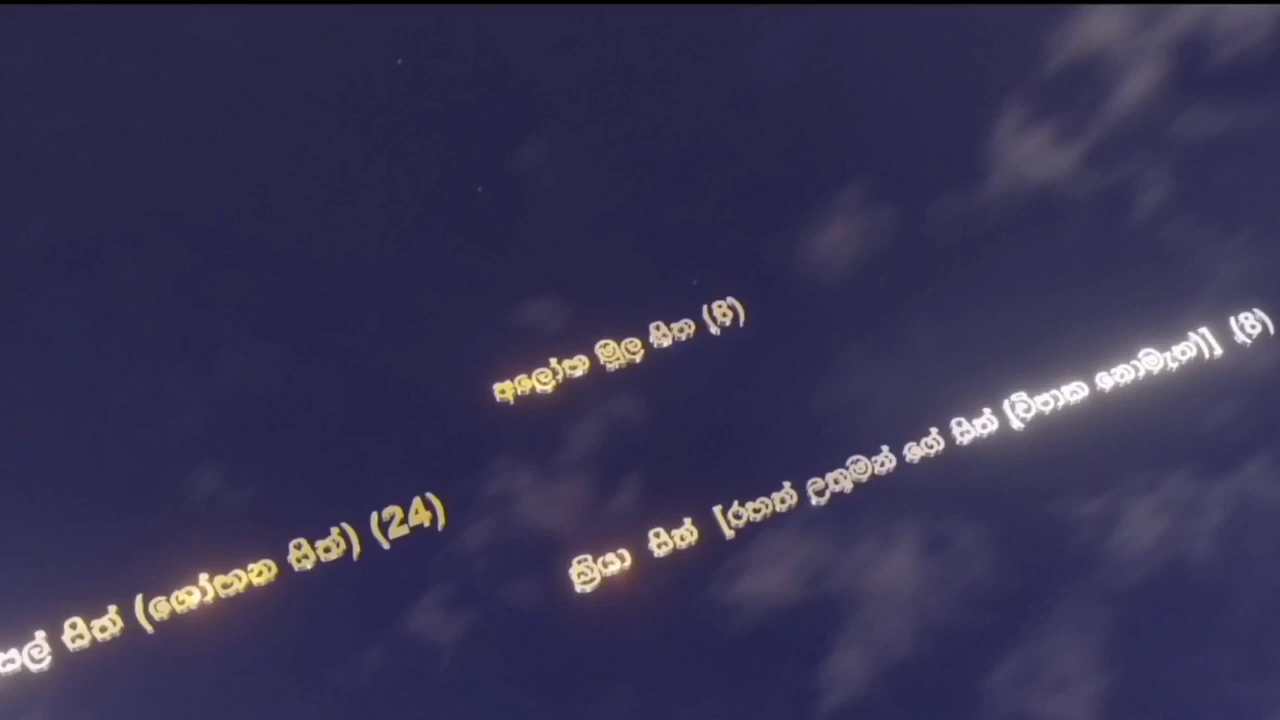 අලෝභ මූල සිත (8)
සල් සිත් (ශෝභන සිත්) (24)
ක්‍රියා සිත් [රහත් උතුමන් ගේ සිත් (විපාක නොමැත)] (8)